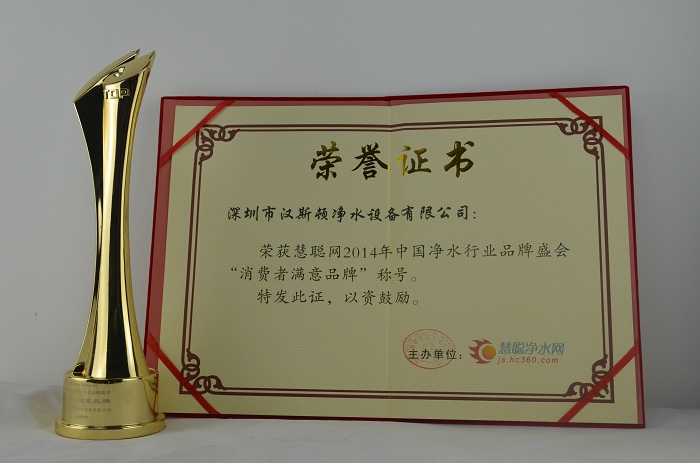 荣誉证书
深圳市汉斯顿净水设备有限公司：
荣获慧聪网2014年中国净水行业品牌盛会
“消费者满意品牌”称号。
特发此证，以资鼓励。
主办单位：
慧聪净水网
js.hc360.com